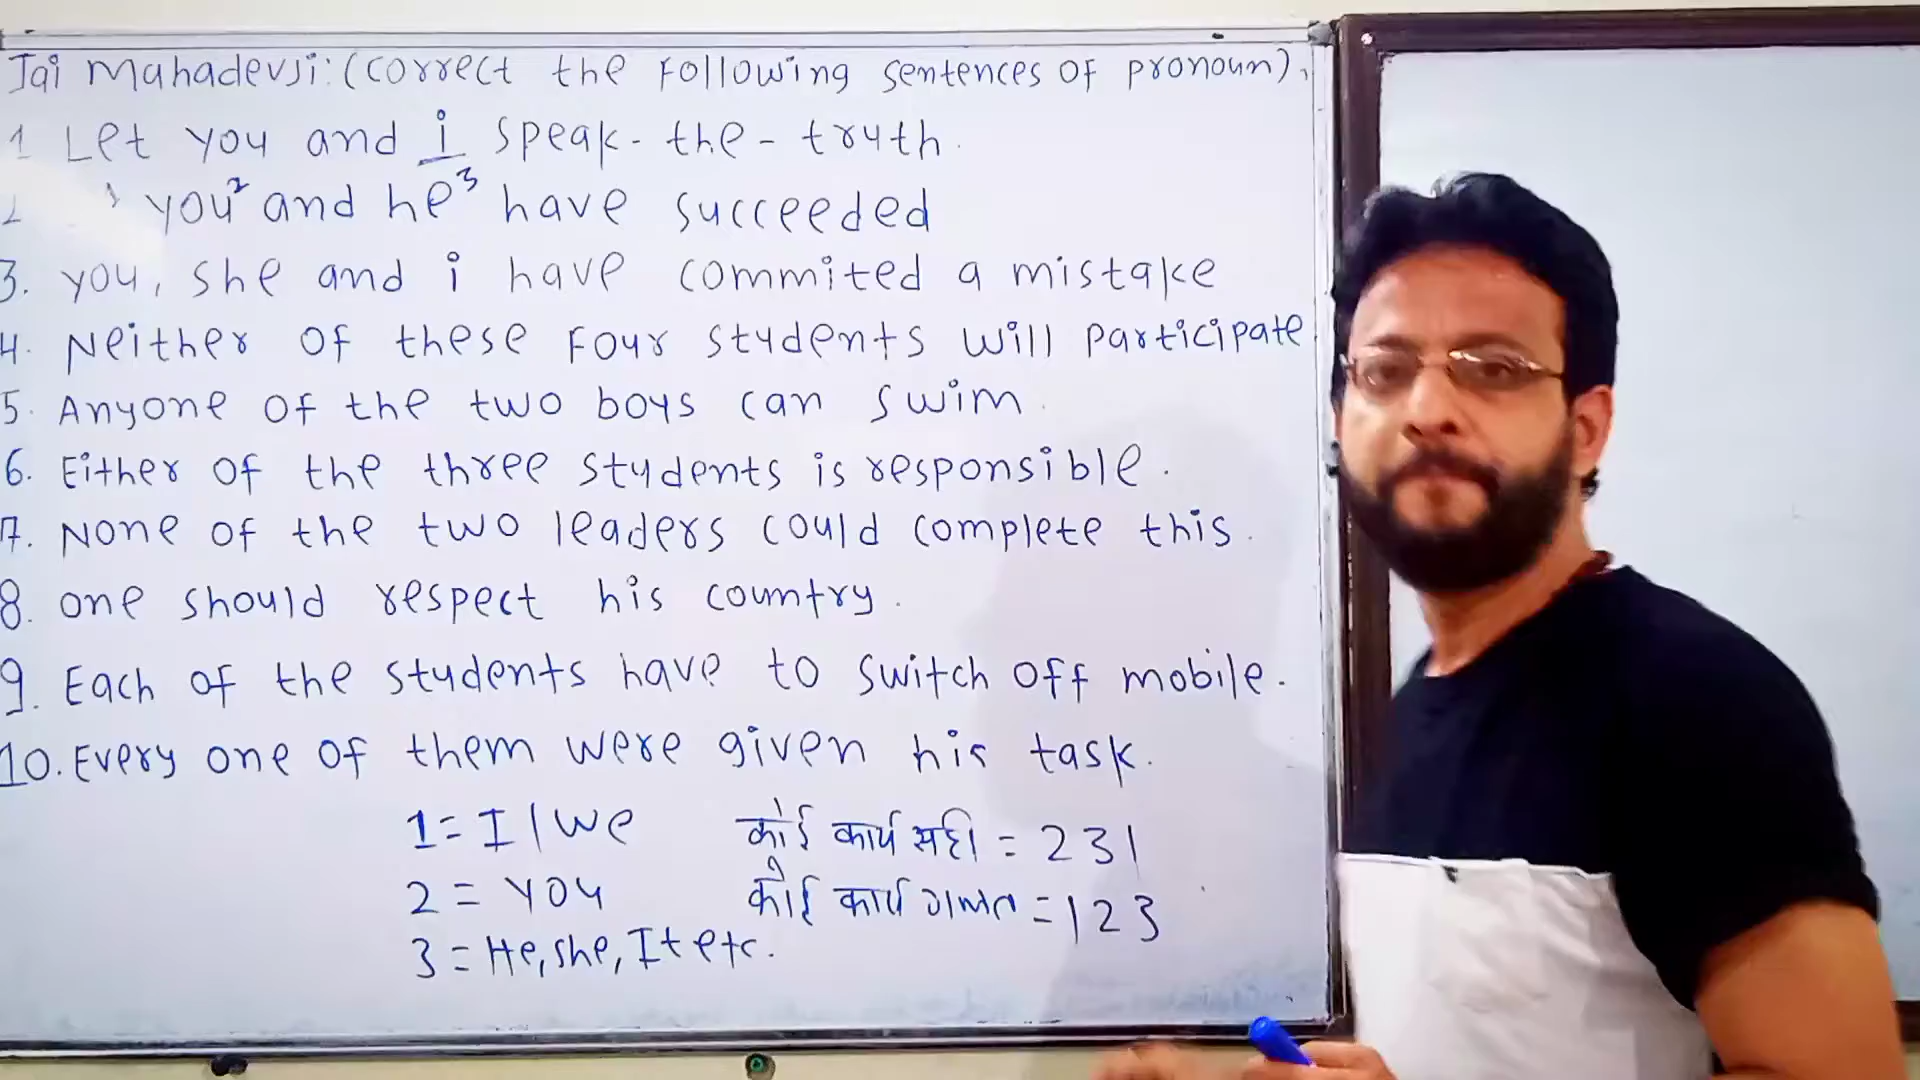 Jai Mahadevji: (correct the Following sentences of pronoun),
1 Let you and i speak-the-truth.
2 1 you 2 and he 3 have succeeded
3. you, she and i have commited a mistake
4. Neither of these Four students will participate
5. Anyone of the two boys can swim.
6. Either of the three students is responsible.
7. None of the two leaders could complete this.
8. one should respect his country.
9. Each of the students have to switch off mobile.
10. Every one of them were given his task.
1 = I/we कोई कार्य सही = 231
2 = you कोई कार्य गलत = 123
3 = He, she, It etc.